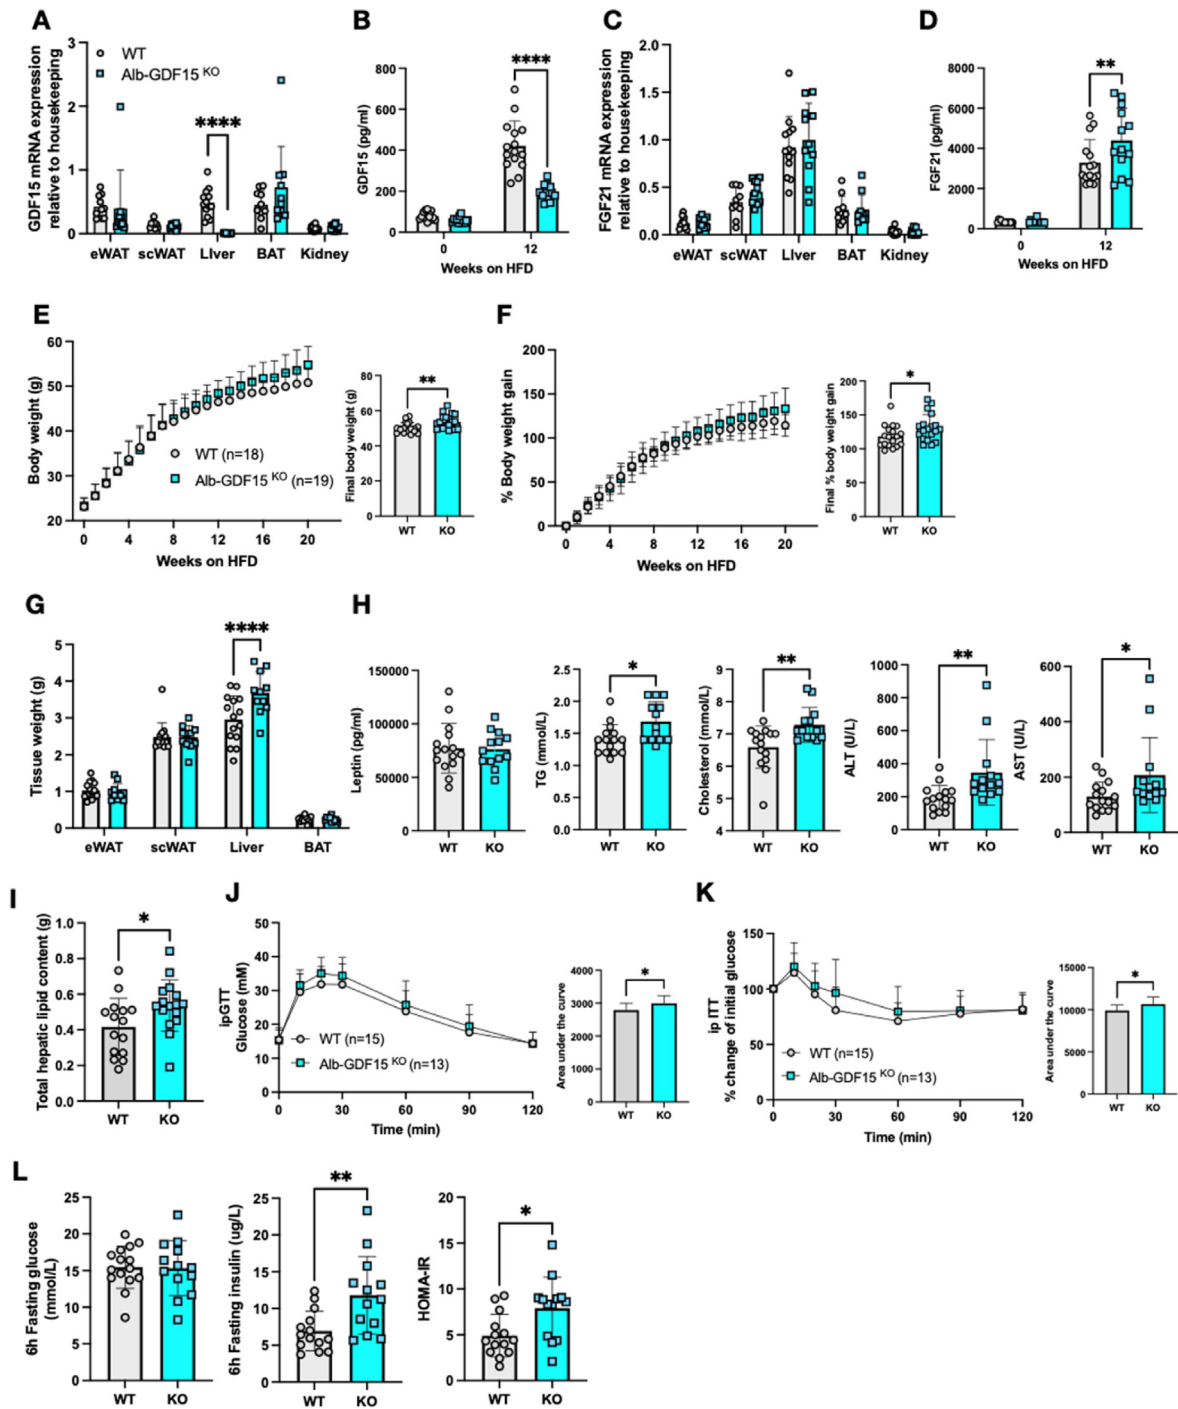 A
GDF15 mRNA expression
relative to housekeeping
3
2
1
0
WT
Alb-GDF15 KO
****
eWAT scWAT LIver BAT Kidney
B
GDF15
(pg/ml)
800
600
400
200
0
****
0 12
Weeks on HFD
C
FGF21 mRNA expression
relative to housekeeping
2.0
1.5
1.0
0.5
0.0
eWAT scWAT LIver BAT Kidney
D
FGF21
(pg/ml)
8000
6000
4000
2000
0
**
0 12
Weeks on HFD
E
Body weight (g)
60
50
40
30
20
WT (n=18)
Alb-GDF15 KO (n=19)
0 4 8 12 16 20
Weeks on HFD
Final body weight (g)
80
60
40
20
0
**
WT KO
F
% Body weight gain
200
150
100
50
0
0 4 8 12 16 20
Weeks on HFD
Final % body weight gain
200
150
100
50
0
*
WT KO
G
Tissue weight (g)
5
4
3
2
1
0
****
eWAT scWAT Liver BAT
H
Leptin (pg/ml)
150000
100000
50000
0
WT KO
TG (mmol/L)
2.5
2.0
1.5
1.0
0.5
0.0
*
WT KO
Cholesterol (mmol/L)
9
8
7
6
5
4
**
WT KO
ALT (U/L)
1000
800
600
400
200
0
**
WT KO
AST (U/L)
600
400
200
0
*
WT KO
I
Total hepatic lipid content (g)
1.0
0.8
0.6
0.4
0.2
0.0
*
WT KO
J
ipGTT
Glucose (mM)
50
40
30
20
10
0
WT (n=15)
Alb-GDF15 KO (n=13)
0 30 60 90 120
Time (min)
Area under the curve
4000
3000
2000
1000
0
*
WT KO
K
ip ITT
% change of initial glucose
150
100
50
0
WT (n=15)
Alb-GDF15 KO (n=13)
0 30 60 90 120
Time (min)
Area under the curve
15000
10000
5000
0
*
WT KO
L
6h Fasting glucose
(mmol/L)
25
20
15
10
5
0
WT KO
6h Fasting insulin (ug/L)
25
20
15
10
5
0
**
WT KO
HOMA-IR
20
15
10
5
0
*
WT KO